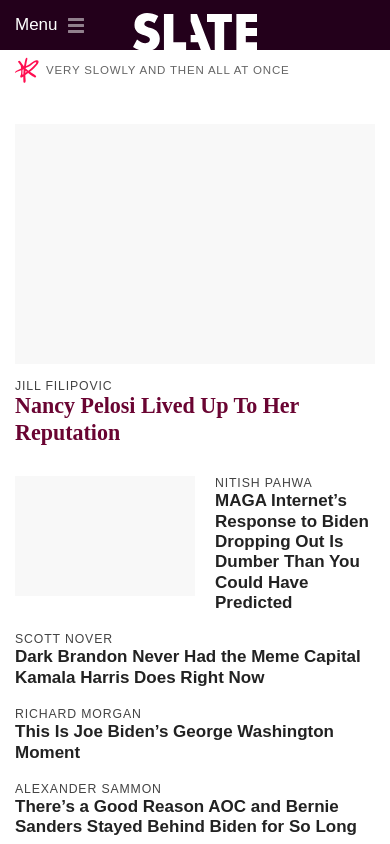 Menu
SLATE
VERY SLOWLY AND THEN ALL AT ONCE
JILL FILIPOVIC
Nancy Pelosi Lived Up To Her
Reputation
NITISH PAHWA
MAGA Internet’s
Response to Biden
Dropping Out Is
Dumber Than You
Could Have
Predicted
SCOTT NOVER
Dark Brandon Never Had the Meme Capital
Kamala Harris Does Right Now
RICHARD MORGAN
This Is Joe Biden’s George Washington
Moment
ALEXANDER SAMMON
There’s a Good Reason AOC and Bernie
Sanders Stayed Behind Biden for So Long